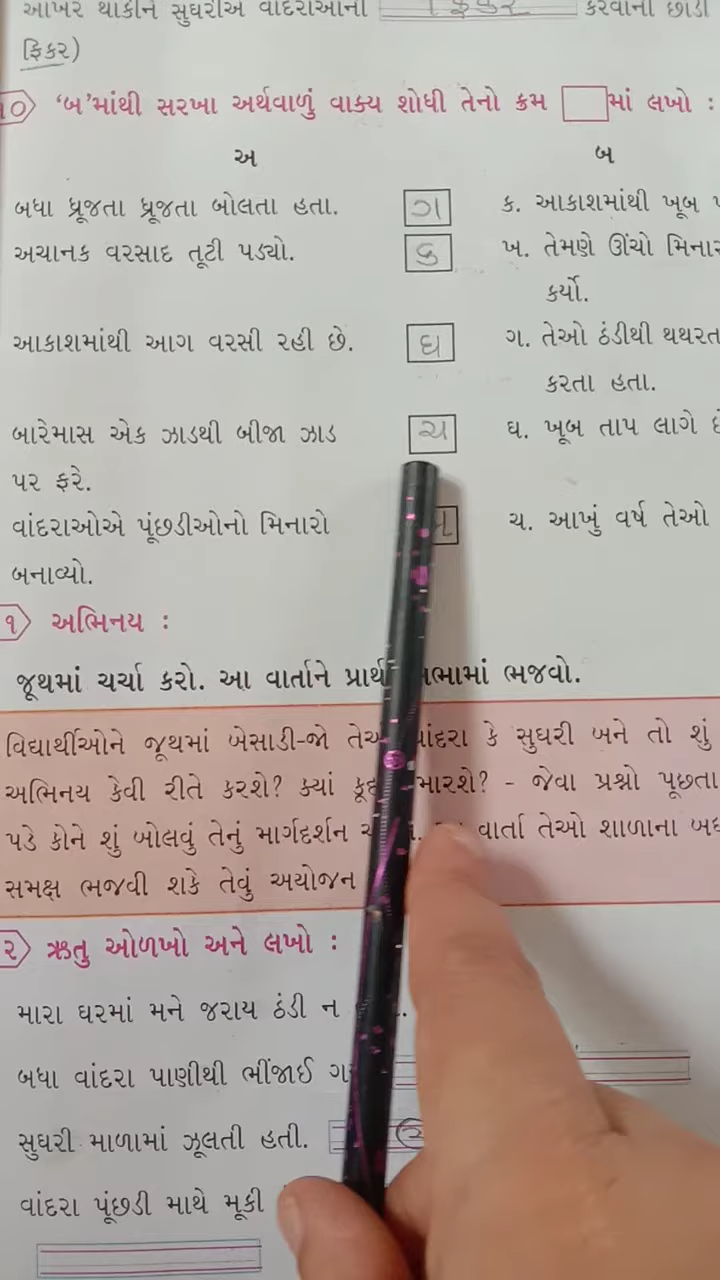 આખરે થાકીને સુઘરીએ વાંદરાઓની ફિકર કરવાની છોડી
ફિકર)
૧૦ 'બ'માંથી સરખા અર્થવાળું વાક્ય શોધી તેનો ક્રમ માં લખો :
અ બ
બધા ધ્રૂજતા ધ્રૂજતા બોલતા હતા. ગ ક. આકાશમાંથી ખૂબ
અચાનક વરસાદ તૂટી પડ્યો. ક ખ. તેમણે ઊંચો
કર્યો.
આકાશમાંથી આગ વરસી રહી છે. ઘ ગ. તેઓ ઠંડીથી
કરતા હતા.
બારેમાસ એક ઝાડથી બીજા ઝાડ ચ ઘ. ખૂબ તાપ લાગે
પર ફરે.
વાંદરાઓએ પૂંછડીઓનો મિનારો ચ. આખું વર્ષ તેઓ
બનાવ્યો.
૧ અભિનય :
જૂથમાં ચર્ચા કરો. આ વાર્તાને ભજવો.
વિદ્યાર્થીઓને જૂથમાં બેસાડી-જો વાંદરા કે સુઘરી બને તો શું
અભિનય કેવી રીતે કરશે? ક્યાં મારશે? - જેવા પ્રશ્નો પૂછતા
પડે કોને શું બોલવું તેનું માર્ગદર્શન વાર્તા તેઓ શાળાના
સમક્ષ ભજવી શકે તેવું અયોજન
૨ ઋતુ ઓળખો અને લખો :
મારા ઘરમાં મને જરાય ઠંડી ન
બધા વાંદરા પાણીથી ભીંજાઈ
સુઘરી માળામાં ઝૂલતી હતી.
વાંદરા પૂંછડી માથે મૂકી